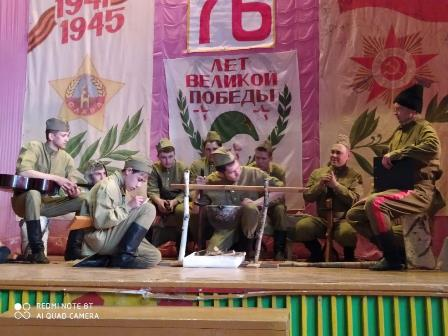 1941
1945
76
ЛЕТ
ВЕЛИКОЙ
ПОБЕДЫ
REDMI NOTE 8T
AI QUAD CAMERA